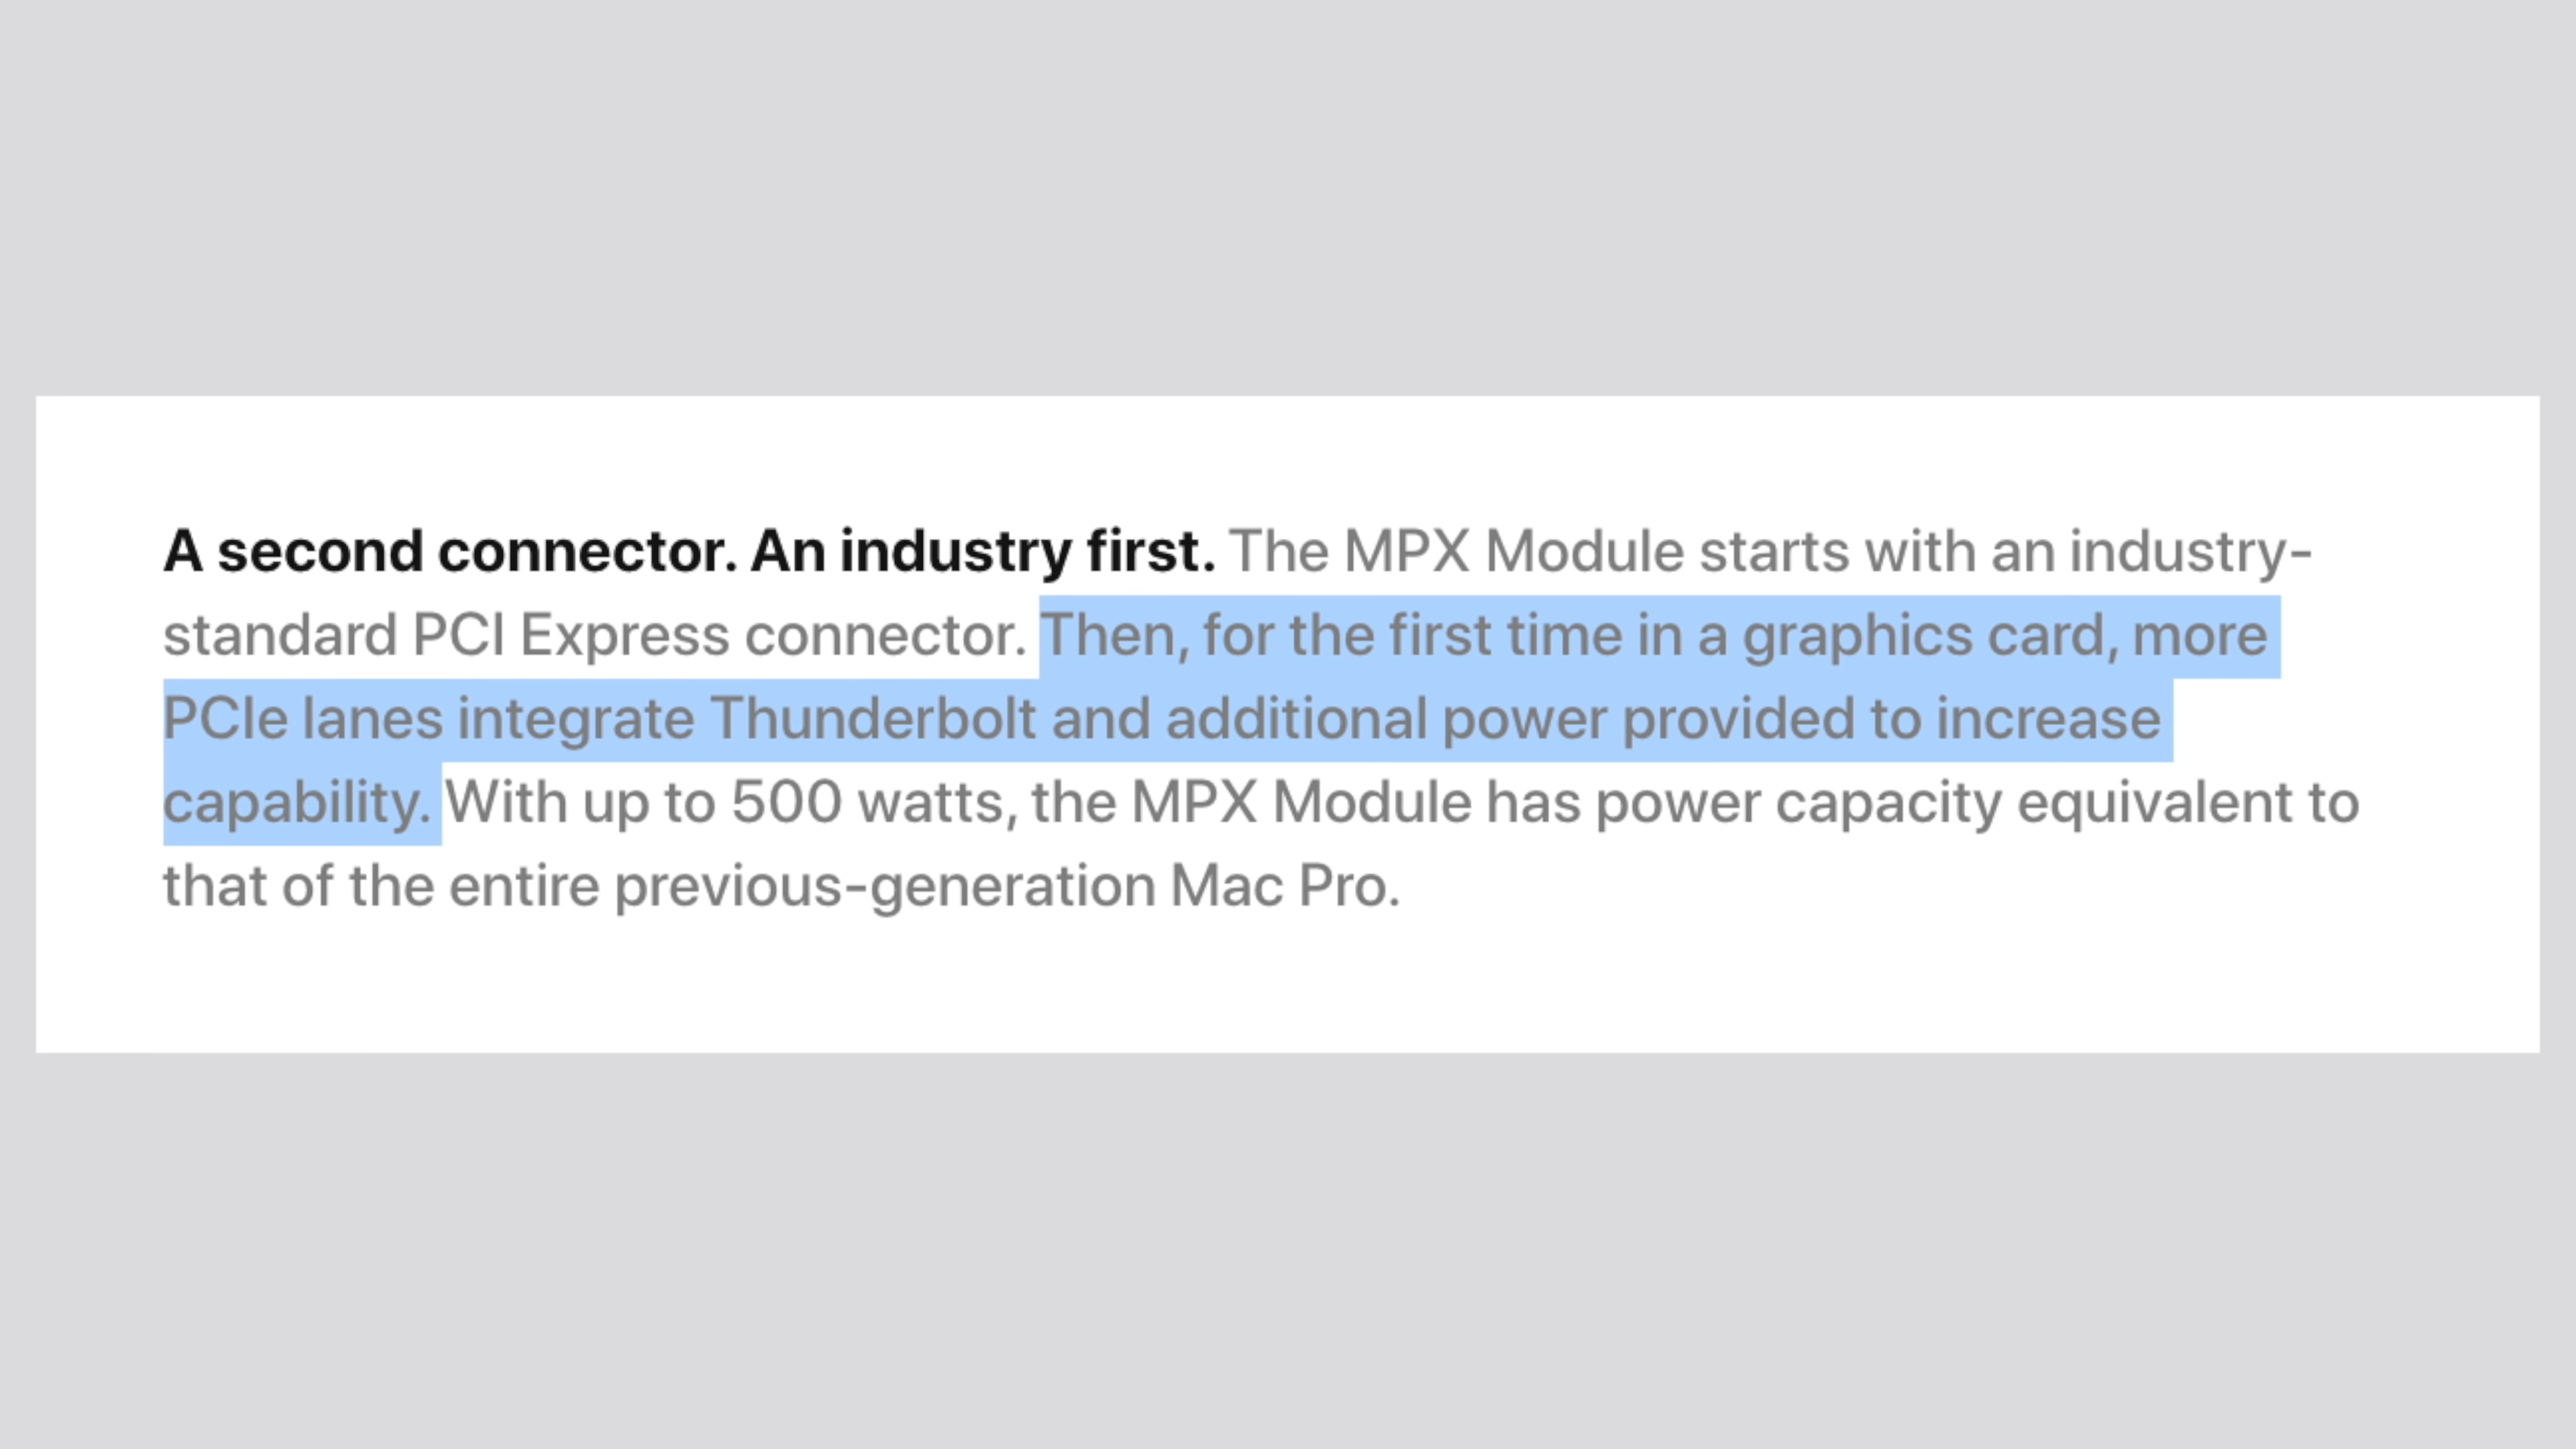 A second connector. An industry first. The MPX Module starts with an industry-
standard PCI Express connector. Then, for the first time in a graphics card, more
PCIe lanes integrate Thunderbolt and additional power provided to increase
capability. With up to 500 watts, the MPX Module has power capacity equivalent to
that of the entire previous-generation Mac Pro.